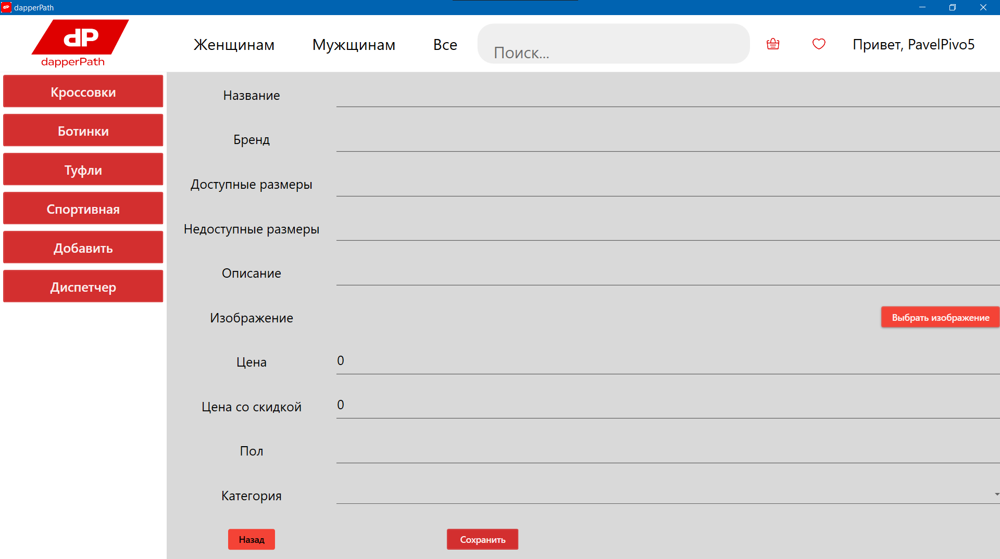 dapperPath
dP
dapperPath
Женщинам
Мужщинам
Все
Поиск...
Привет, PavelPivo5
Кроссовки
Ботинки
Туфли
Спортивная
Добавить
Диспетчер
Название
Бренд
Доступные размеры
Недоступные размеры
Описание
Изображение
Выбрать изображение
Цена
0
Цена со скидкой
0
Пол
Категория
Назад
Сохранить